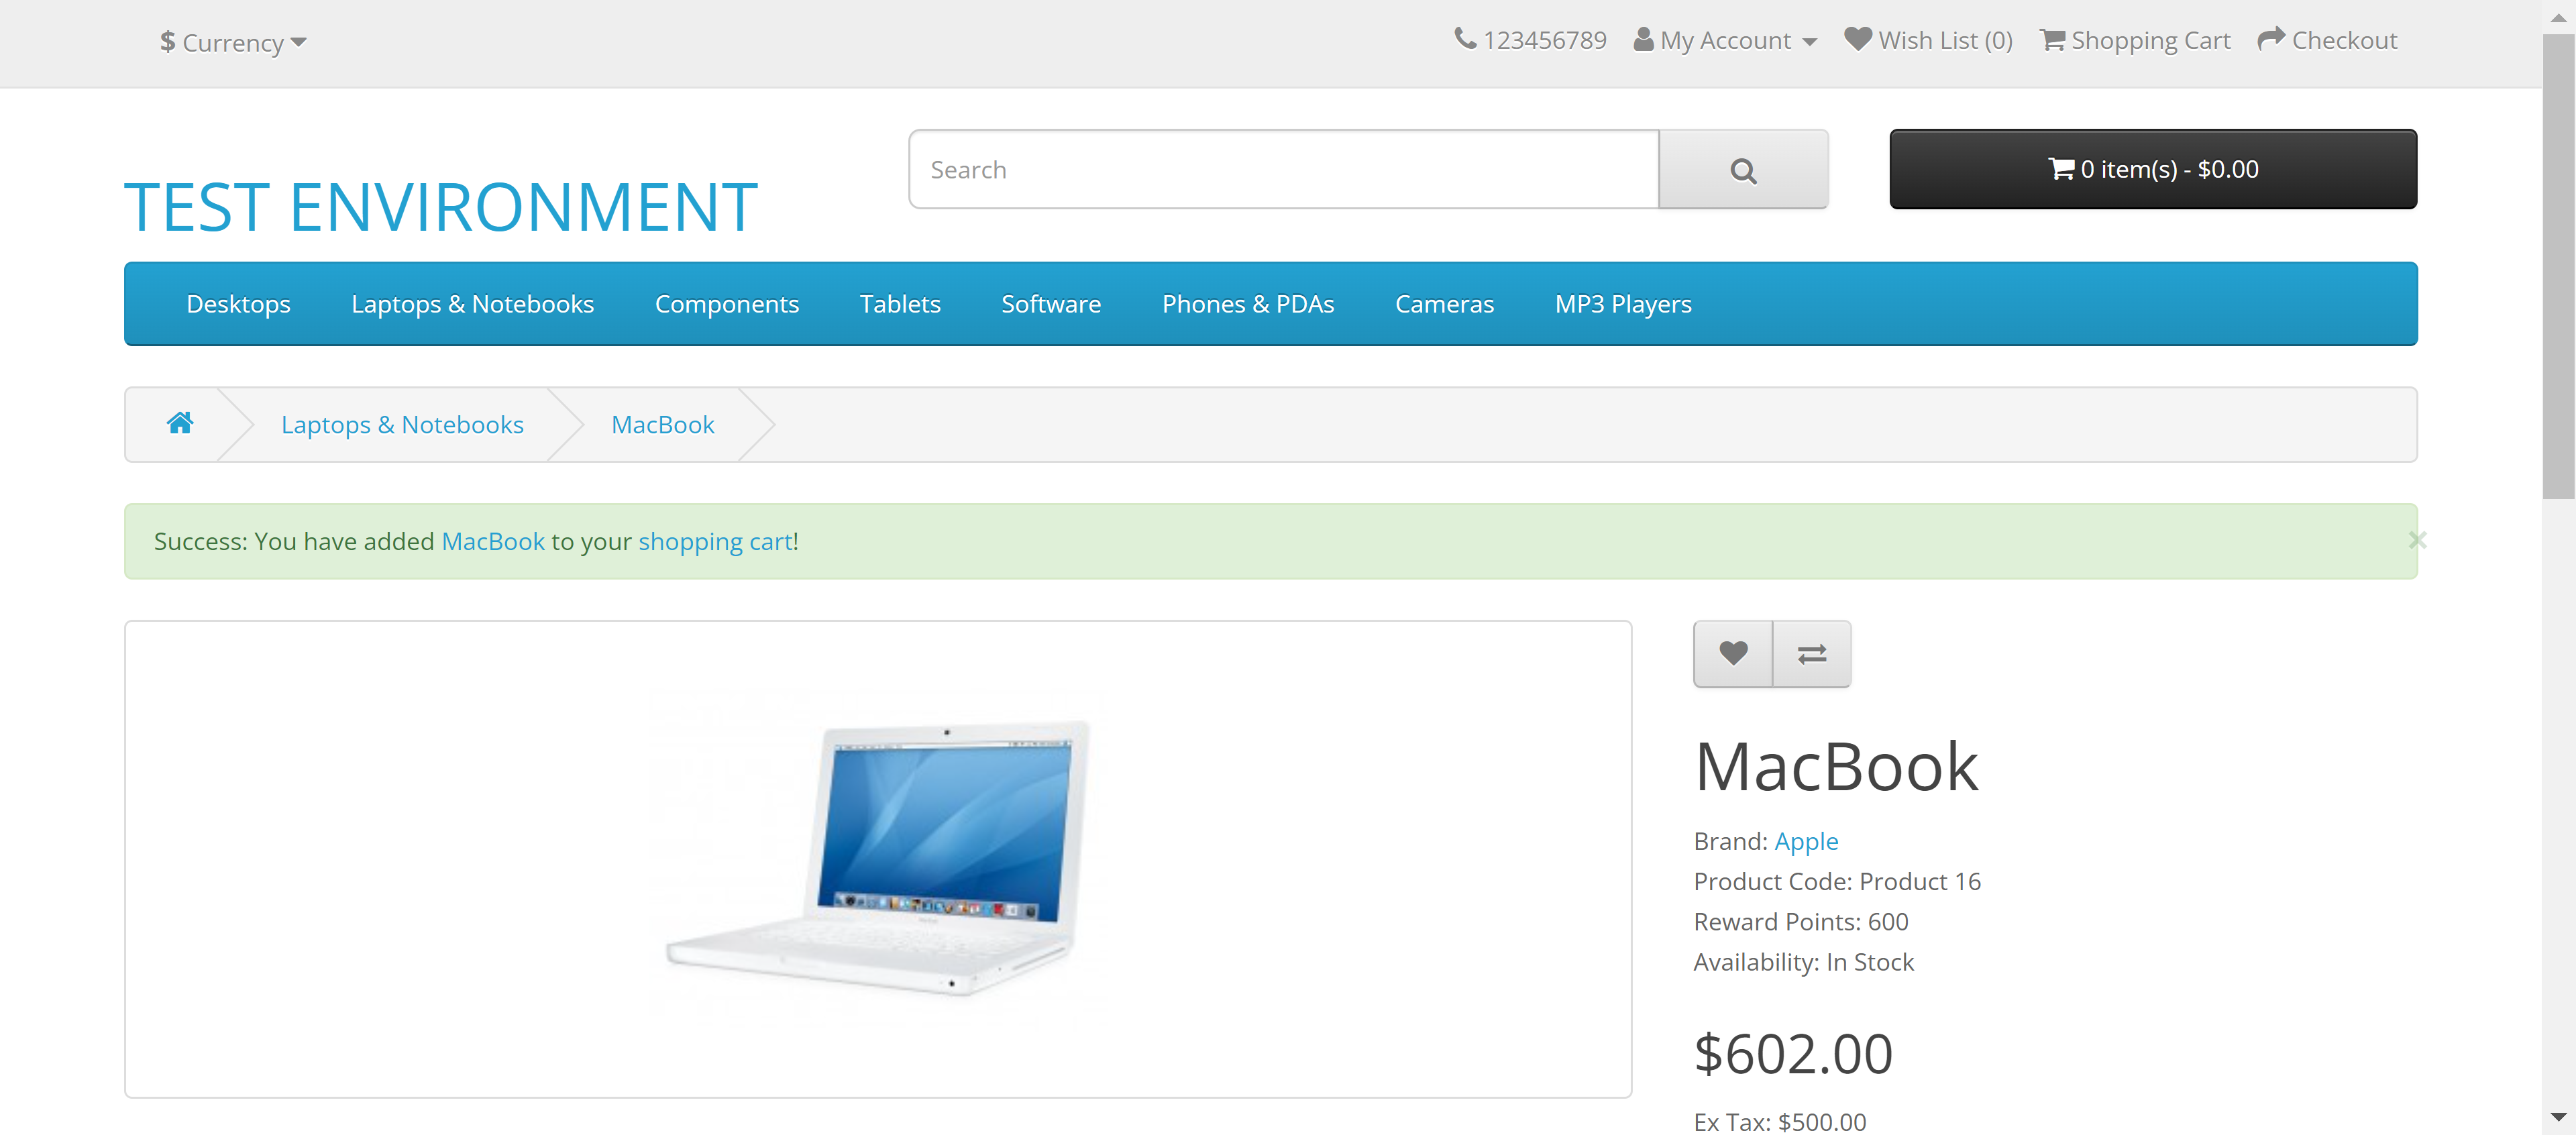 $ Currency
123456789 My Account Wish List (0) Shopping Cart Checkout
TEST ENVIRONMENT
Search
0 item(s) - $0.00
Desktops Laptops & Notebooks Components Tablets Software Phones & PDAs Cameras MP3 Players
Laptops & Notebooks MacBook
Success: You have added MacBook to your shopping cart!
×
MacBook
Brand: Apple
Product Code: Product 16
Reward Points: 600
Availability: In Stock
$602.00
Ex Tax: $500.00